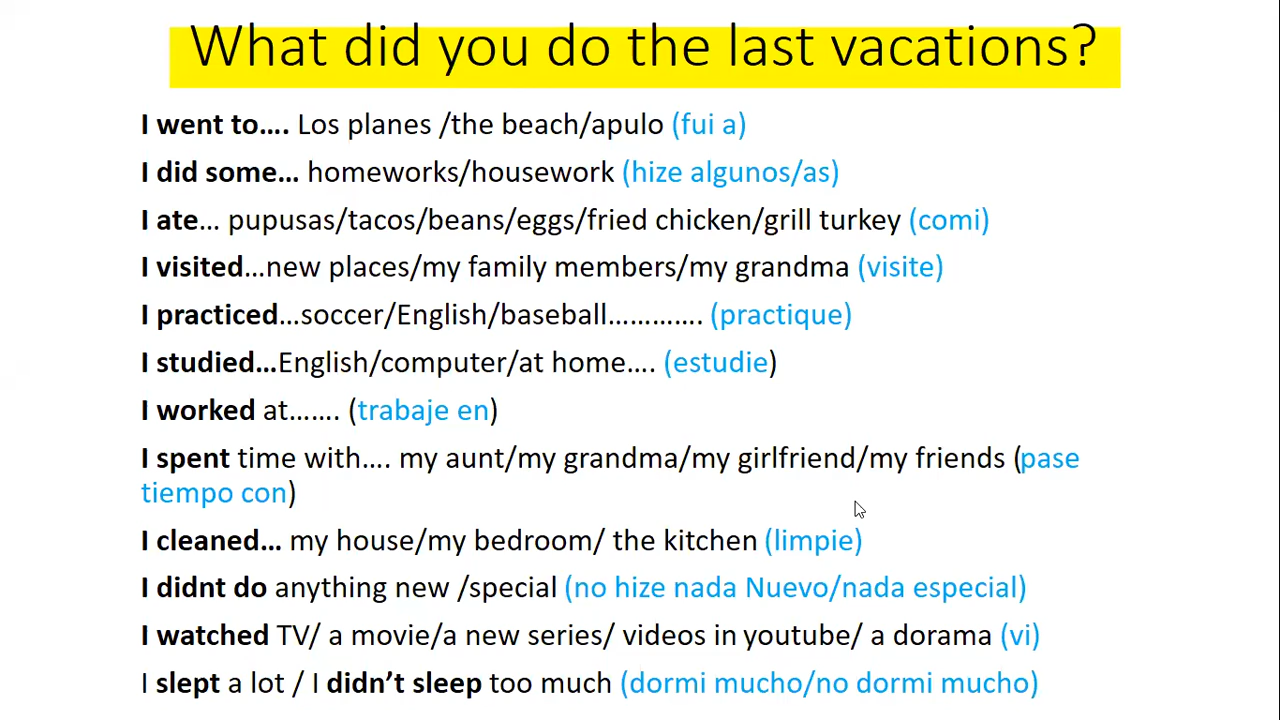 What did you do the last vacations?
I went to…. Los planes /the beach/apulo (fui a)
I did some… homeworks/housework (hize algunos/as)
I ate… pupusas/tacos/beans/eggs/fried chicken/grill turkey (comi)
I visited…new places/my family members/my grandma (visite)
I practiced…soccer/English/baseball…………. (practique)
I studied…English/computer/at home…. (estudie)
I worked at……. (trabaje en)
I spent time with…. my aunt/my grandma/my girlfriend/my friends (pase
tiempo con)
I cleaned… my house/my bedroom/ the kitchen (limpie)
I didnt do anything new /special (no hize nada Nuevo/nada especial)
I watched TV/ a movie/a new series/ videos in youtube/ a dorama (vi)
I slept a lot / I didn’t sleep too much (dormi mucho/no dormi mucho)